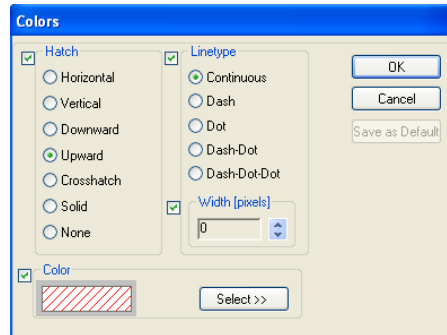 Colors
Hatch
Horizontal
Vertical
Downward
Upward
Crosshatch
Solid
None
Linetype
Continuous
Dash
Dot
Dash-Dot
Dash-Dot-Dot
Width [pixels]
0
OK
Cancel
Save as Default
Color
Select >>